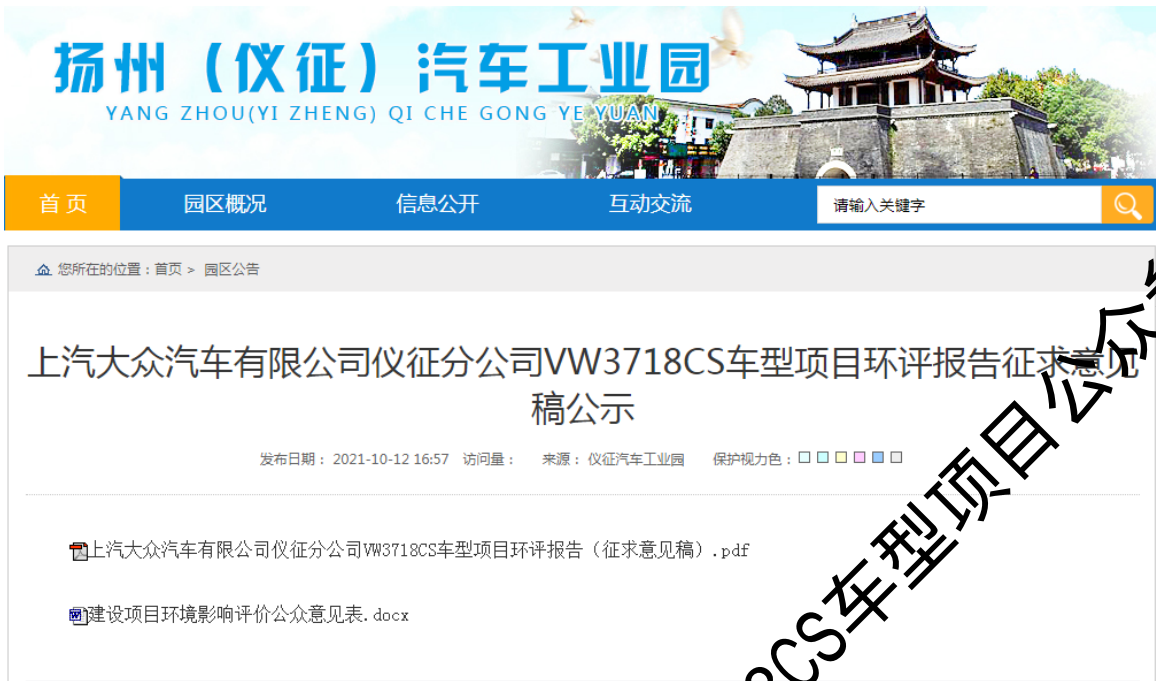 扬州（仪征）汽车工业园
YANG ZHOU(YI ZHENG) QI CHE GONG YE YUAN
首页 园区概况 信息公开 互动交流 请输入关键字
您所在的位置：首页 > 园区公告
上汽大众汽车有限公司仪征分公司VW3718CS车型项目环评报告征求意见
稿公示
发布日期： 2021-10-12 16:57 访问量： 来源： 仪征汽车工业园 保护视力色：
上汽大众汽车有限公司仪征分公司VW3718CS车型项目环评报告（征求意见稿）.pdf
建设项目环境影响评价公众意见表.docx
8CS车型项目公众